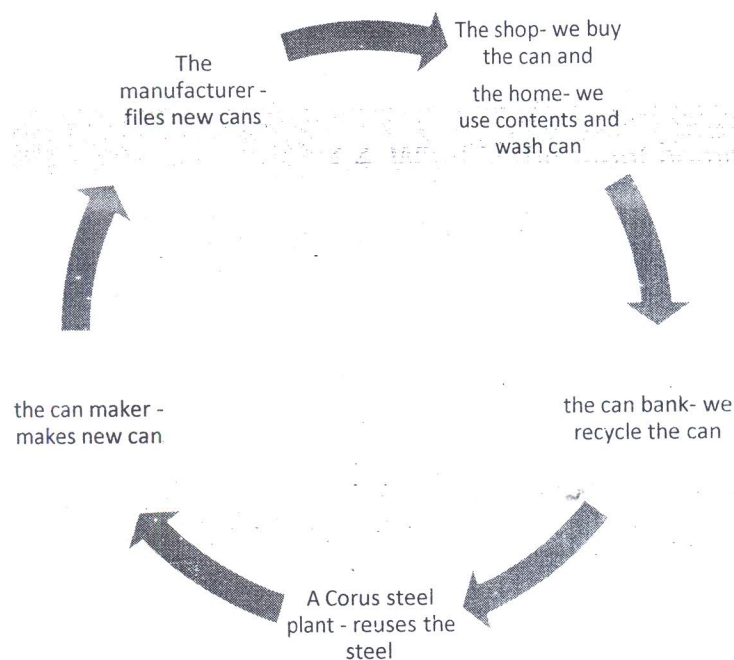 The shop- we buy
the can and
the home- we
use contents and
wash can
the can bank- we
recycle the can
A Corus steel
plant - reuses the
steel
the can maker -
makes new can
The
manufacturer -
files new cans